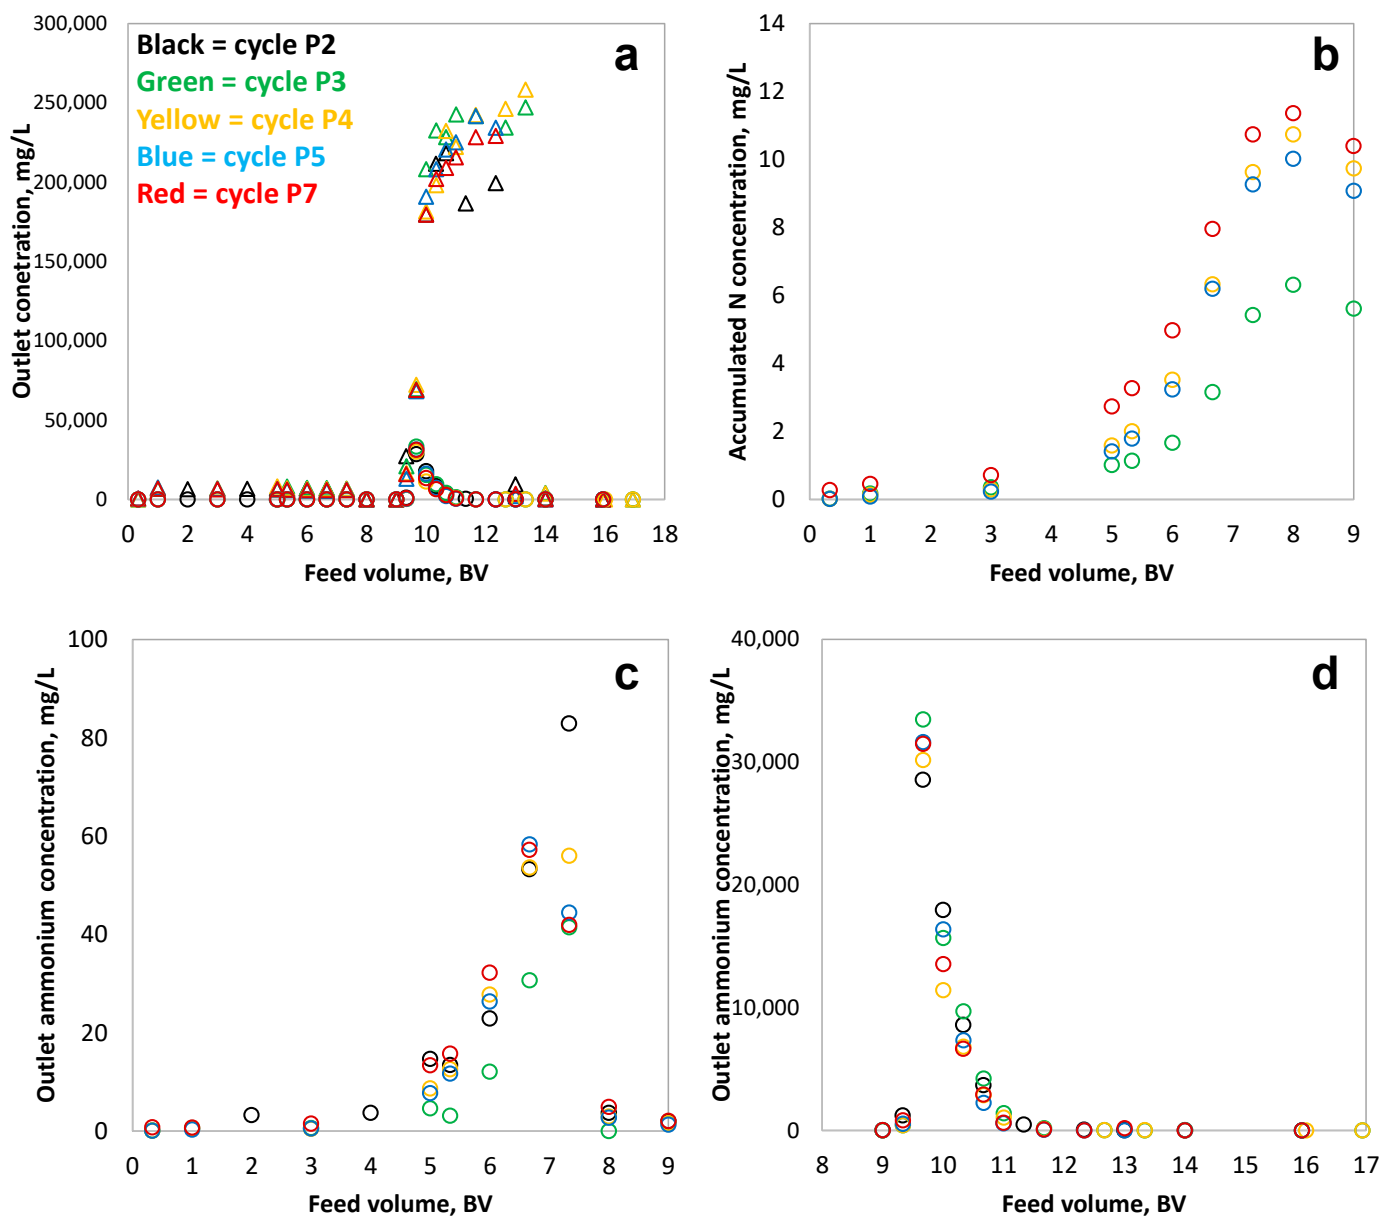 300,000
250,000
200,000
150,000
100,000
50,000
0
Outlet conetration, mg/L
Black = cycle P2
Green = cycle P3
Yellow = cycle P4
Blue = cycle P5
Red = cycle P7
a
0 2 4 6 8 10 12 14 16 18
Feed volume, BV
14
12
10
8
6
4
2
0
Accumulated N concentration, mg/L
b
0 1 2 3 4 5 6 7 8 9
Feed volume, BV
100
80
60
40
20
0
Outlet ammonium concentration, mg/L
c
0 1 2 3 4 5 6 7 8 9
Feed volume, BV
40,000
30,000
20,000
10,000
0
Outlet ammonium concentration, mg/L
d
8 9 10 11 12 13 14 15 16 17
Feed volume, BV